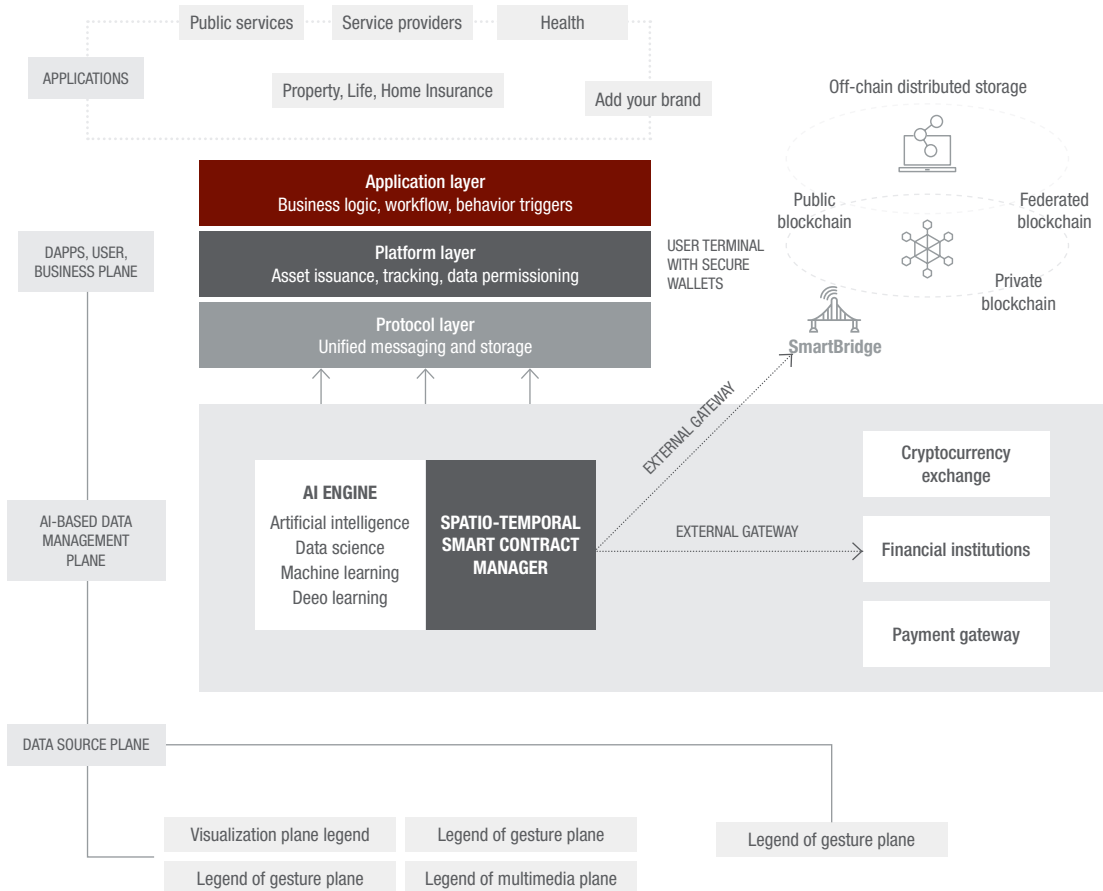 Public services
Service providers
Health
APPLICATIONS
Property, Life, Home Insurance
Add your brand
Off-chain distributed storage
Application layer
Business logic, workflow, behavior triggers
Public
blockchain
Federated
blockchain
DAPPS, USER,
BUSINESS PLANE
Platform layer
Asset issuance, tracking, data permissioning
USER TERMINAL
WITH SECURE
WALLETS
Private
blockchain
Protocol layer
Unified messaging and storage
SmartBridge
EXTERNAL GATEWAY
Cryptocurrency
exchange
AI-BASED DATA
MANAGEMENT
PLANE
AI ENGINE
Artificial intelligence
Data science
Machine learning
Deeo learning
SPATIO-TEMPORAL
SMART CONTRACT
MANAGER
EXTERNAL GATEWAY
Financial institutions
Payment gateway
DATA SOURCE PLANE
Visualization plane legend
Legend of gesture plane
Legend of gesture plane
Legend of gesture plane
Legend of multimedia plane